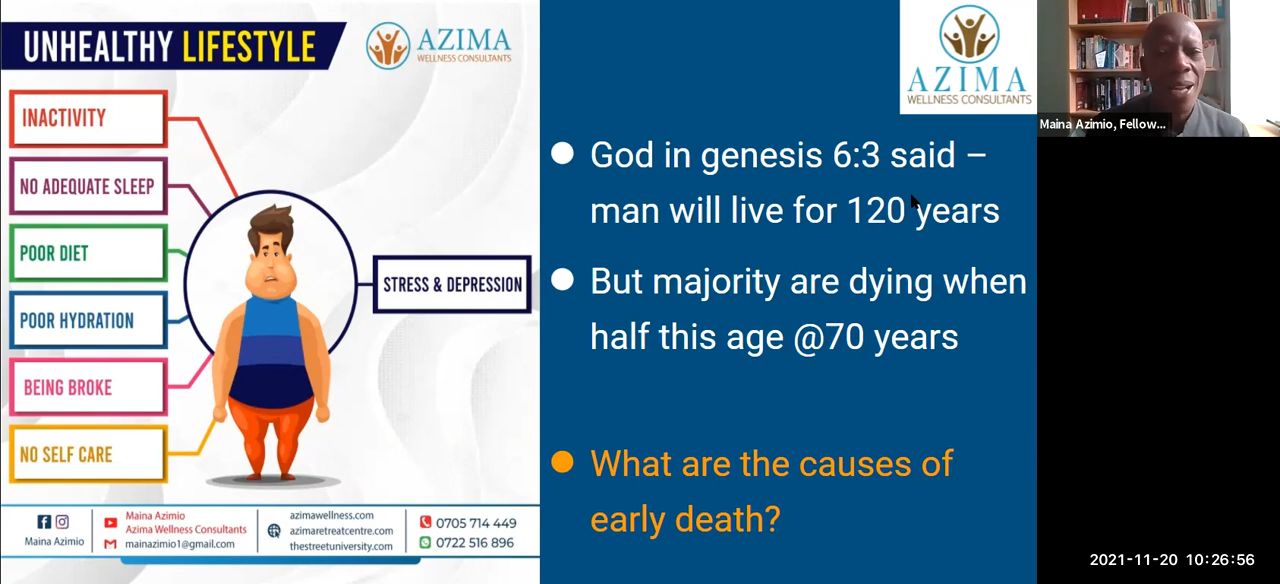 UNHEALTHY LIFESTYLE
AZIMA
WELLNESS CONSULTANTS
INACTIVITY
NO ADEQUATE SLEEP
POOR DIET
POOR HYDRATION
BEING BROKE
NO SELF CARE
STRESS & DEPRESSION
Maina Azimio
Maina Azimio
Azima Wellness Consultants
mainazimio1@gmail.com
azimawellness.com
azimaretreatcentre.com
thestreetuniversity.com
0705 714 449
0722 516 896
AZIMA
WELLNESS CONSULTANTS
God in genesis 6:3 said –
man will live for 120 years
But majority are dying when
half this age @70 years
What are the causes of
early death?
Maina Azimio, Fellow...
2021-11-20 10:26:56